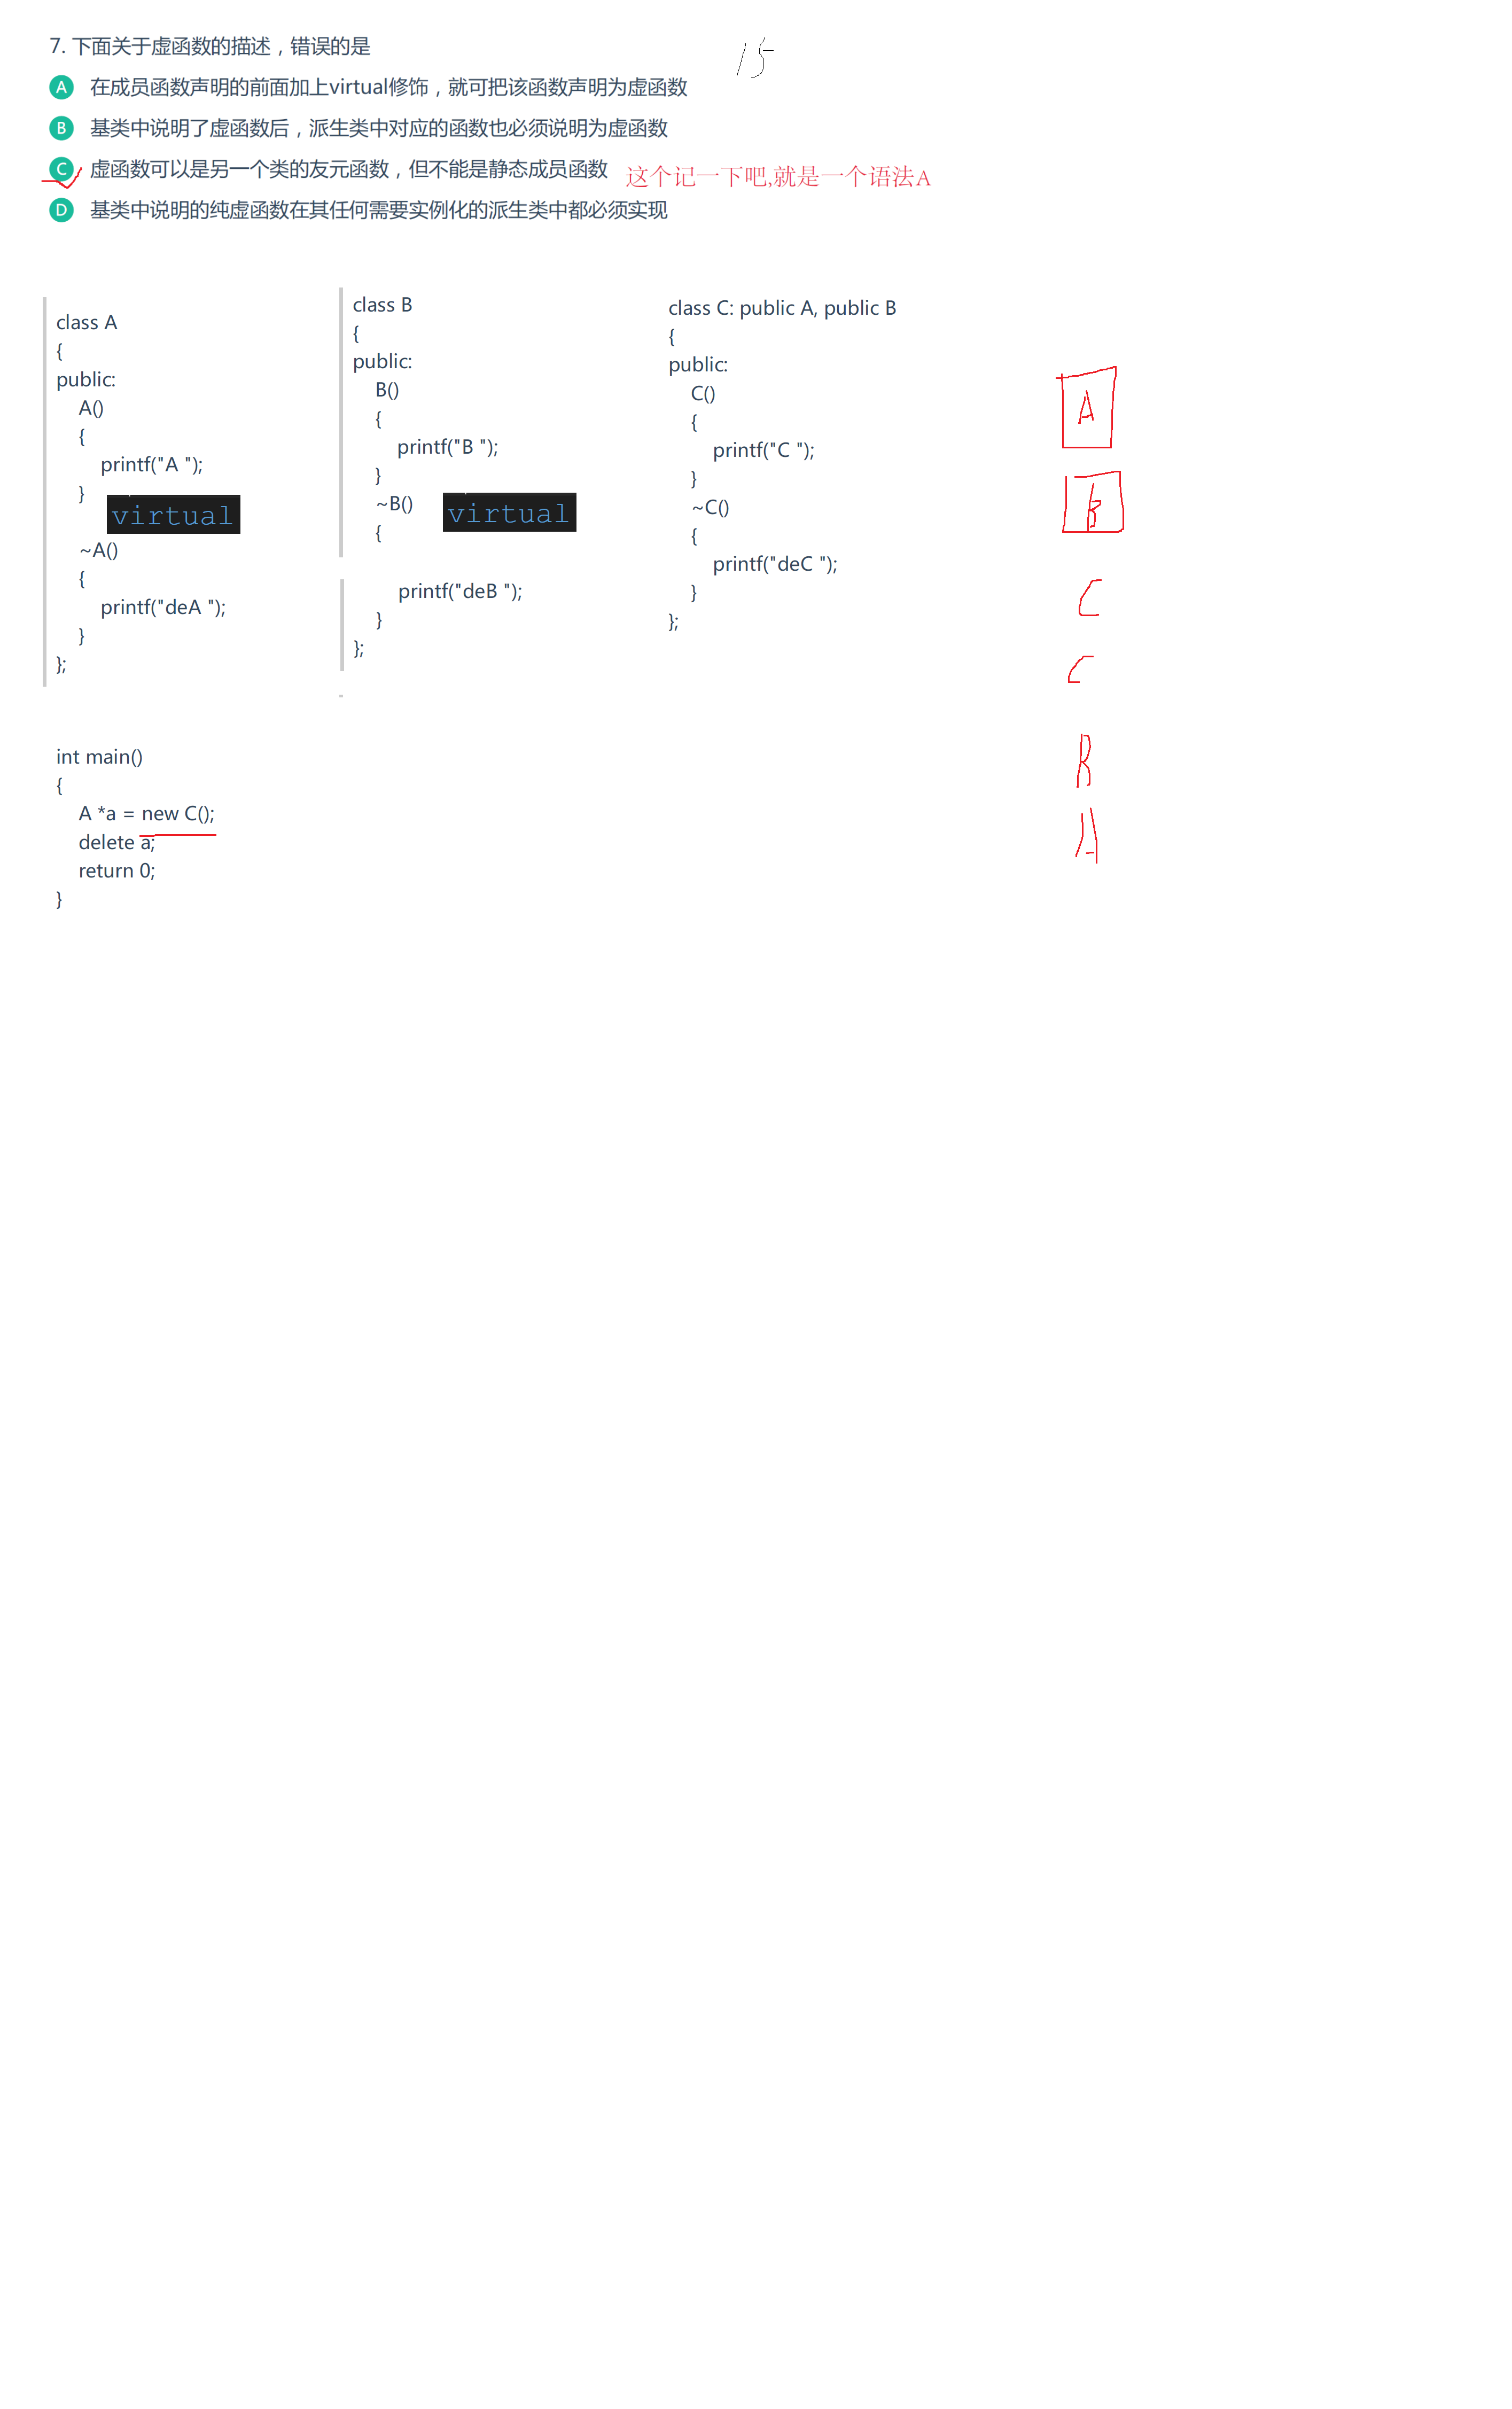 7. 下面关于虚函数的描述，错误的是
15
A 在成员函数声明的前面加上virtual修饰，就可把该函数声明为虚函数
B 基类中说明了虚函数后，派生类中对应的函数也必须说明为虚函数
C 虚函数可以是另一个类的友元函数，但不能是静态成员函数
这个记一下吧,就是一个语法A
D 基类中说明的纯虚函数在其任何需要实例化的派生类中都必须实现
class A
{
public:
A()
{
printf("A ");
}
virtual
~A()
{
printf("deA ");
}
};
class B
{
public:
B()
{
printf("B ");
}
~B()
virtual
{
printf("deB ");
}
};
class C: public A, public B
{
public:
C()
{
printf("C ");
}
~C()
{
printf("deC ");
}
};
A
B
C
C
B
A
int main()
{
A *a = new C();
delete a;
return 0;
}